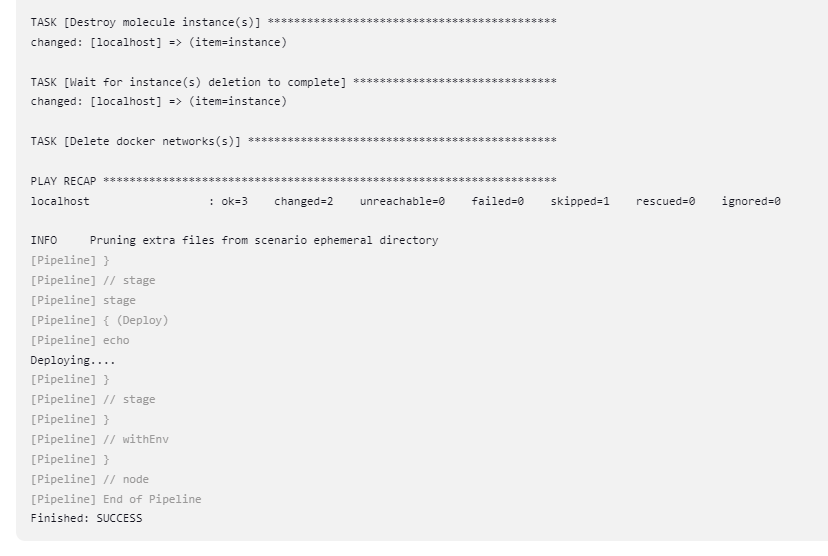 TASK [Destroy molecule instance(s)] ********************************************
changed: [localhost] => (item=instance)
TASK [Wait for instance(s) deletion to complete] *******************************
changed: [localhost] => (item=instance)
TASK [Delete docker networks(s)] ***********************************************
PLAY RECAP *********************************************************************
localhost                  : ok=3    changed=2    unreachable=0    failed=0    skipped=1    rescued=0    ignored=0
INFO     Pruning extra files from scenario ephemeral directory
[Pipeline] }
[Pipeline] // stage
[Pipeline] stage
[Pipeline] { (Deploy)
[Pipeline] echo
Deploying....
[Pipeline] }
[Pipeline] // stage
[Pipeline] }
[Pipeline] // withEnv
[Pipeline] }
[Pipeline] // node
[Pipeline] End of Pipeline
Finished: SUCCESS